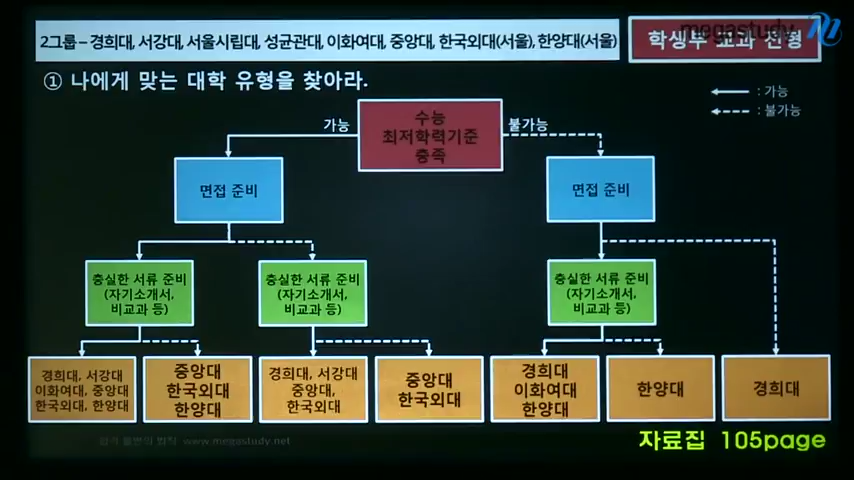 2그룹 – 경희대, 서강대, 서울시립대, 성균관대, 이화여대, 중앙대, 한국외대(서울), 한양대(서울)
학생부 교과 전형
megastudy
① 나에게 맞는 대학 유형을 찾아라.
: 가능
: 불가능
수능
최저학력기준
충족
가능
불가능
면접 준비
면접 준비
충실한 서류 준비
(자기소개서,
비교과 등)
충실한 서류 준비
(자기소개서,
비교과 등)
충실한 서류 준비
(자기소개서,
비교과 등)
경희대, 서강대
이화여대, 중앙대
한국외대, 한양대
중앙대
한국외대
한양대
경희대, 서강대
중앙대,
한국외대
중앙대
한국외대
경희대
이화여대
한양대
한양대
경희대
www.megastudy.net
자료집 105page